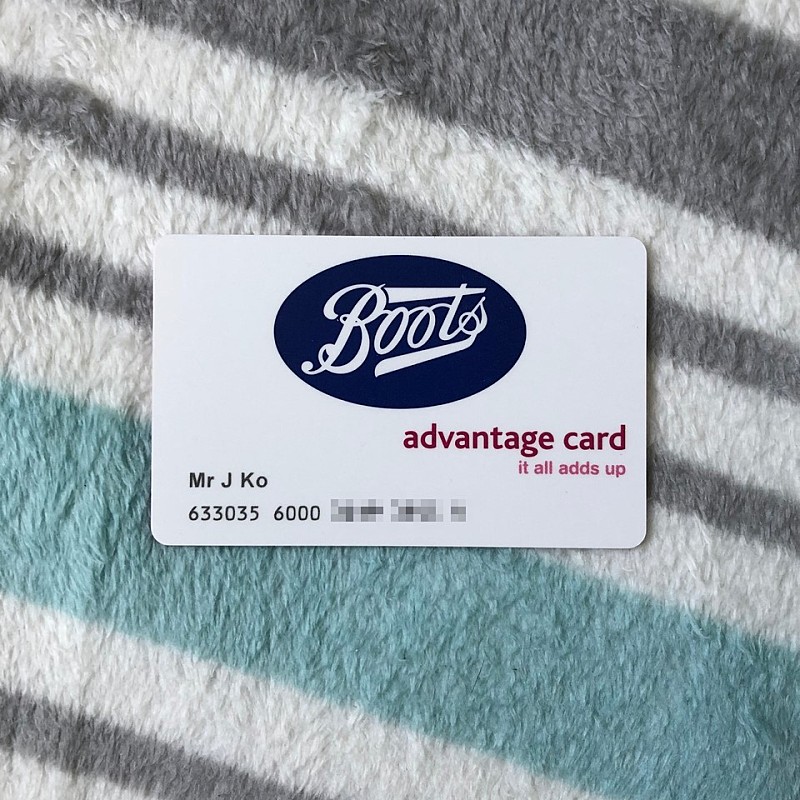 Boots
advantage card
it all adds up
Mr J Ko
633035 6000